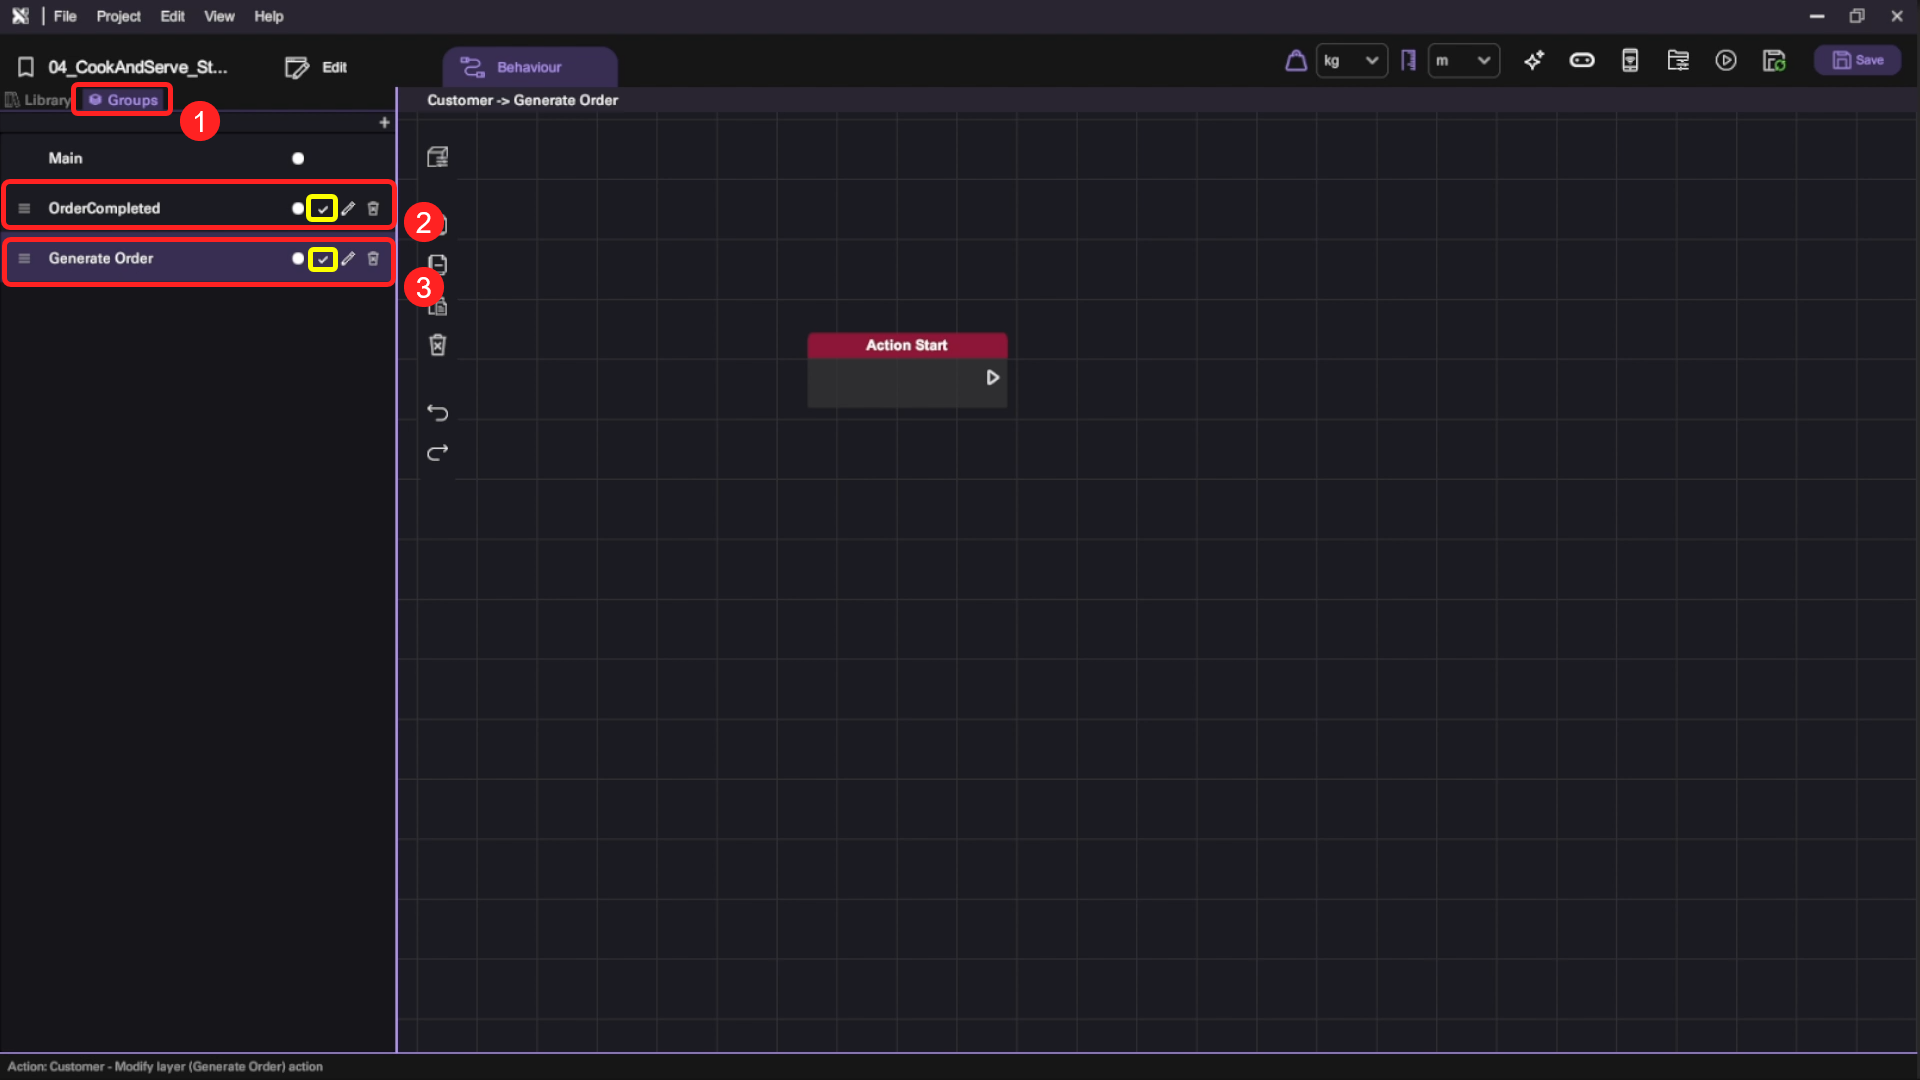 File Project Edit View Help
04_CookAndServe_St... Edit Behaviour kg m Save
Library Groups 1 Customer -> Generate Order
Main
OrderCompleted 2
Generate Order 3
Action Start
Action: Customer - Modify layer (Generate Order) action